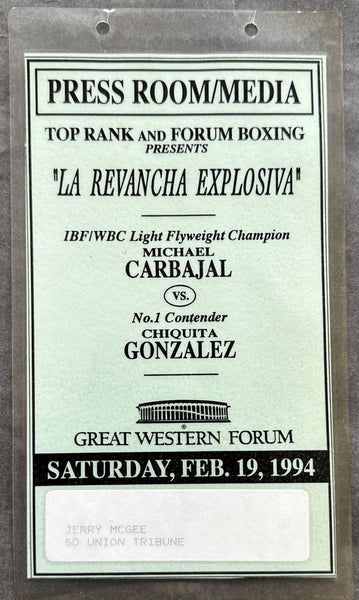 PRESS ROOM/MEDIA
TOP RANK AND FORUM BOXING
PRESENTS
"LA REVANCHA EXPLOSIVA"
IBF/WBC Light Flyweight Champion
MICHAEL
CARBAJAL
VS.
No.1 Contender
CHIQUITA
GONZALEZ
®
GREAT WESTERN FORUM
SATURDAY, FEB. 19, 1994
JERRY MCGEE
SD UNION TRIBUNE